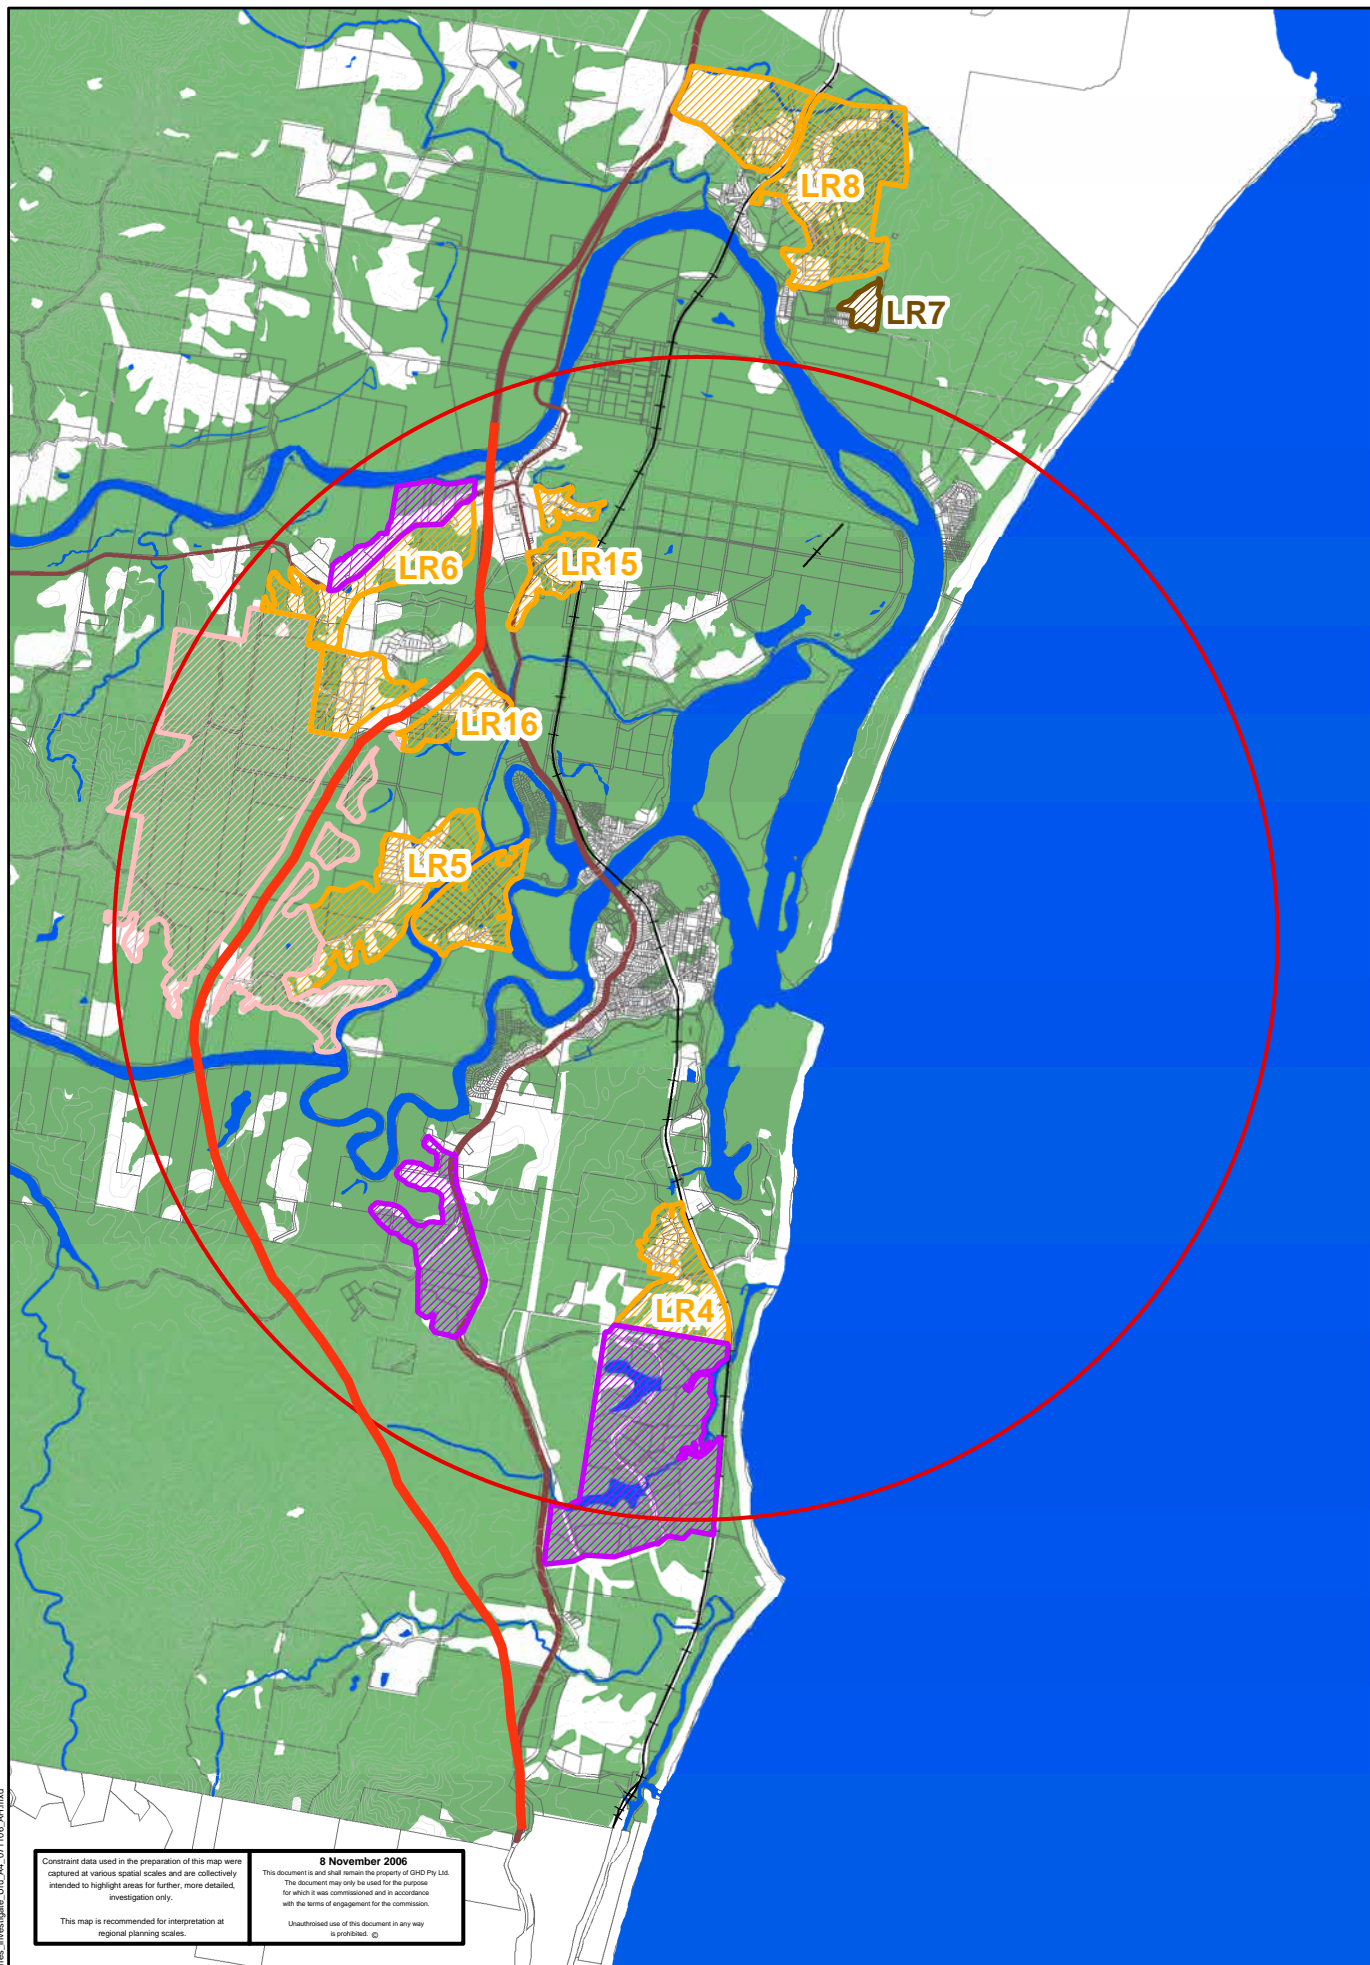 LR8
LR7
LR6
LR15
LR16
LR5
LR4
Constraint data used in the preparation of this map were
captured at various spatial scales and are collectively
intended to highlight areas for further, more detailed,
investigation only.
This map is recommended for interpretation at
regional planning scales.
8 November 2006
This document is and shall remain the property of GHD Pty Ltd.
The document may only be used for the purpose
for which it was commissioned and in accordance
with the terms of engagement for the commission.
Unauthroised use of this document in any way
is prohibited. ©